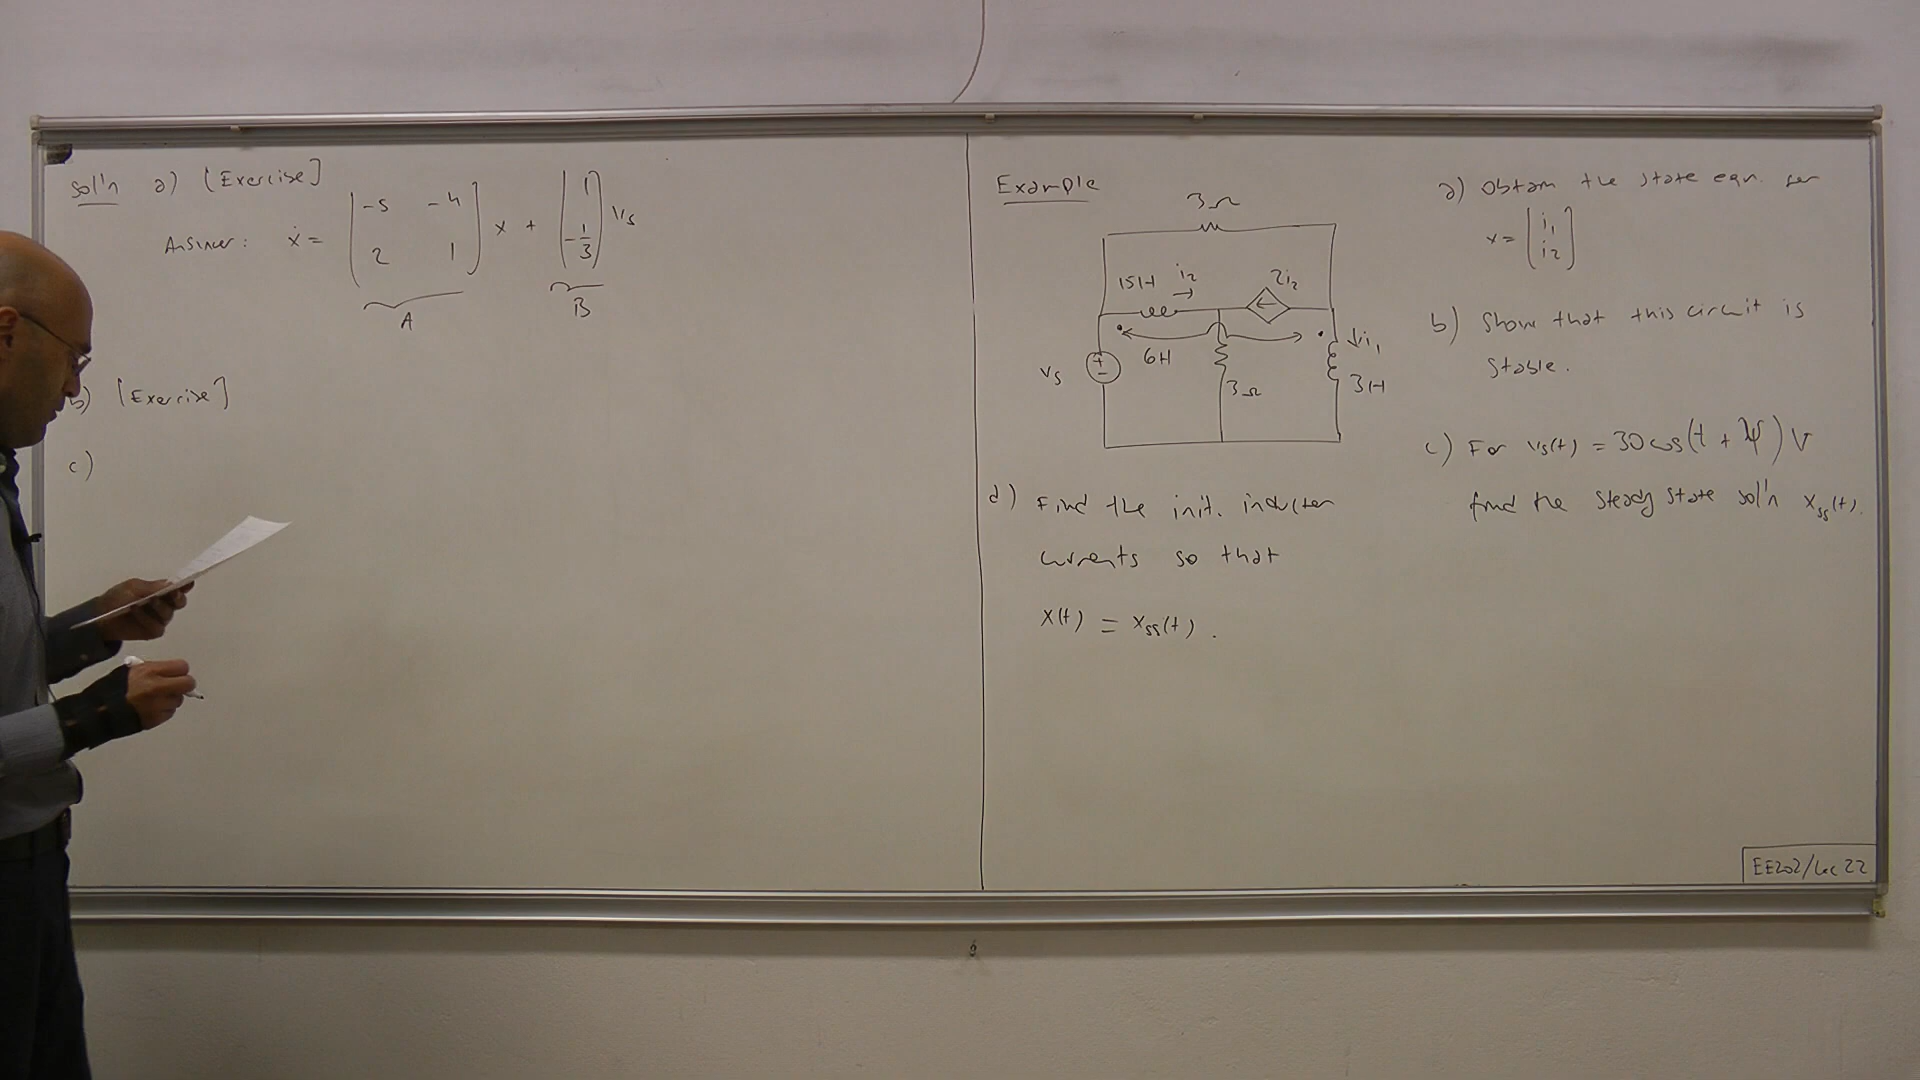 sol'n a) [Exercise]
Answer: ẋ = [-5 -4; 2 1] x + [1; -1/3] vs
A B
b) [Exercise]
c)
Example
3Ω
15H i2 2i2
6H
vs + -
3Ω
↓i1
3H
a) Obtain the state eqn. for
x = [i1; i2]
b) Show that this circuit is
stable.
c) For vs(t) = 30 cos(t + ψ) V
find the steady state sol'n xss(t).
d) Find the init. inductor
currents so that
x(t) = xss(t).
EE202/Lec 22